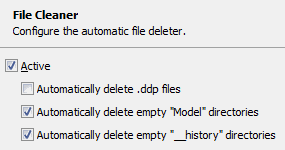 File Cleaner
Configure the automatic file deleter.
Active
Automatically delete .ddp files
Automatically delete empty "Model" directories
Automatically delete empty "__history" directories